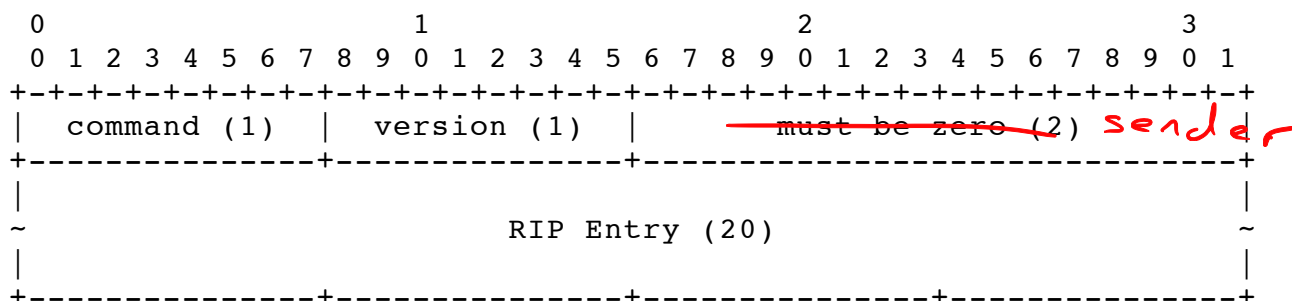 0 1 2 3
0 1 2 3 4 5 6 7 8 9 0 1 2 3 4 5 6 7 8 9 0 1 2 3 4 5 6 7 8 9 0 1
+-+-+-+-+-+-+-+-+-+-+-+-+-+-+-+-+-+-+-+-+-+-+-+-+-+-+-+-+-+-+-+-+
| command (1) | version (1) | must be zero (2) sender |
+---------------+---------------+-------------------------------+
| |
~ RIP Entry (20) ~
| |
+---------------+---------------+---------------+---------------+